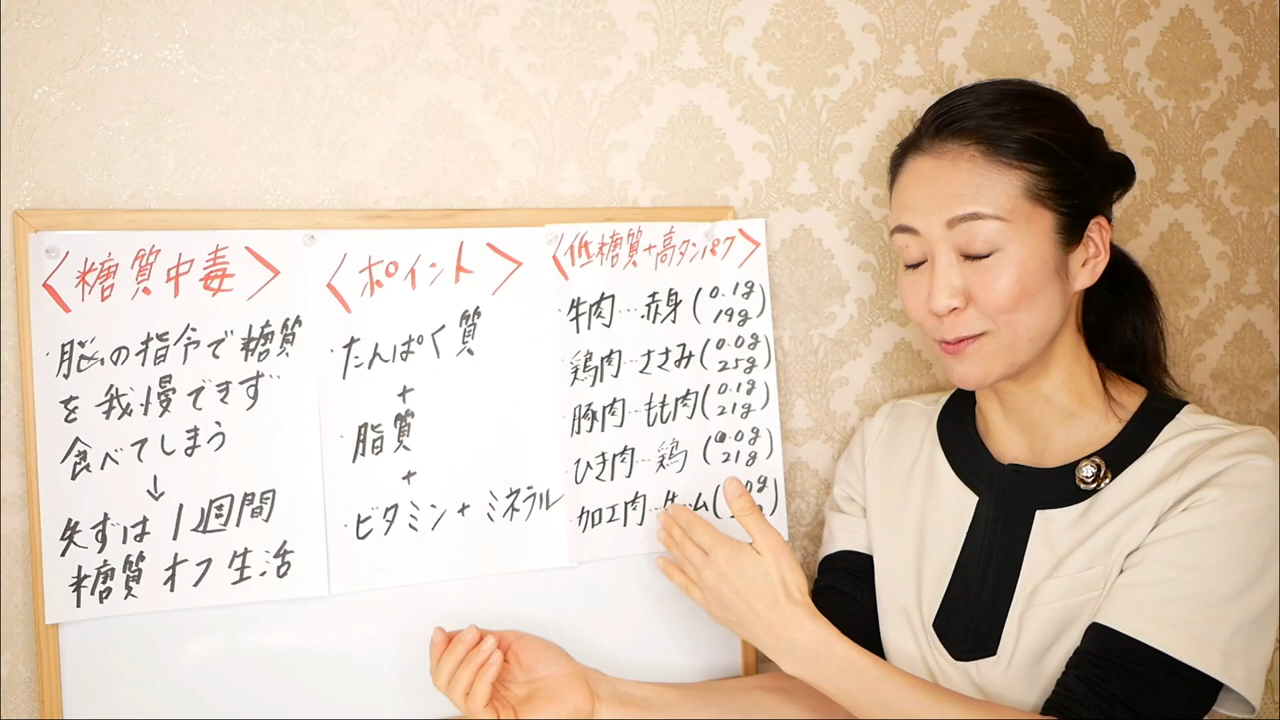 〈糖質中毒〉
・脳の指令で糖質
を我慢できず
食べてしまう
↓
先ずは1週間
糖質オフ生活
〈ポイント〉
・たんぱく質
+
・脂質
+
・ビタミン+ミネラル
〈低糖質+高タンパク〉
・牛肉…赤身(0.1g 19g)
・鶏肉…ささみ(0.0g 25g)
・豚肉…もも肉(0.1g 21g)
・ひき肉…鶏(0.0g 21g)
・加工肉…生ハム(